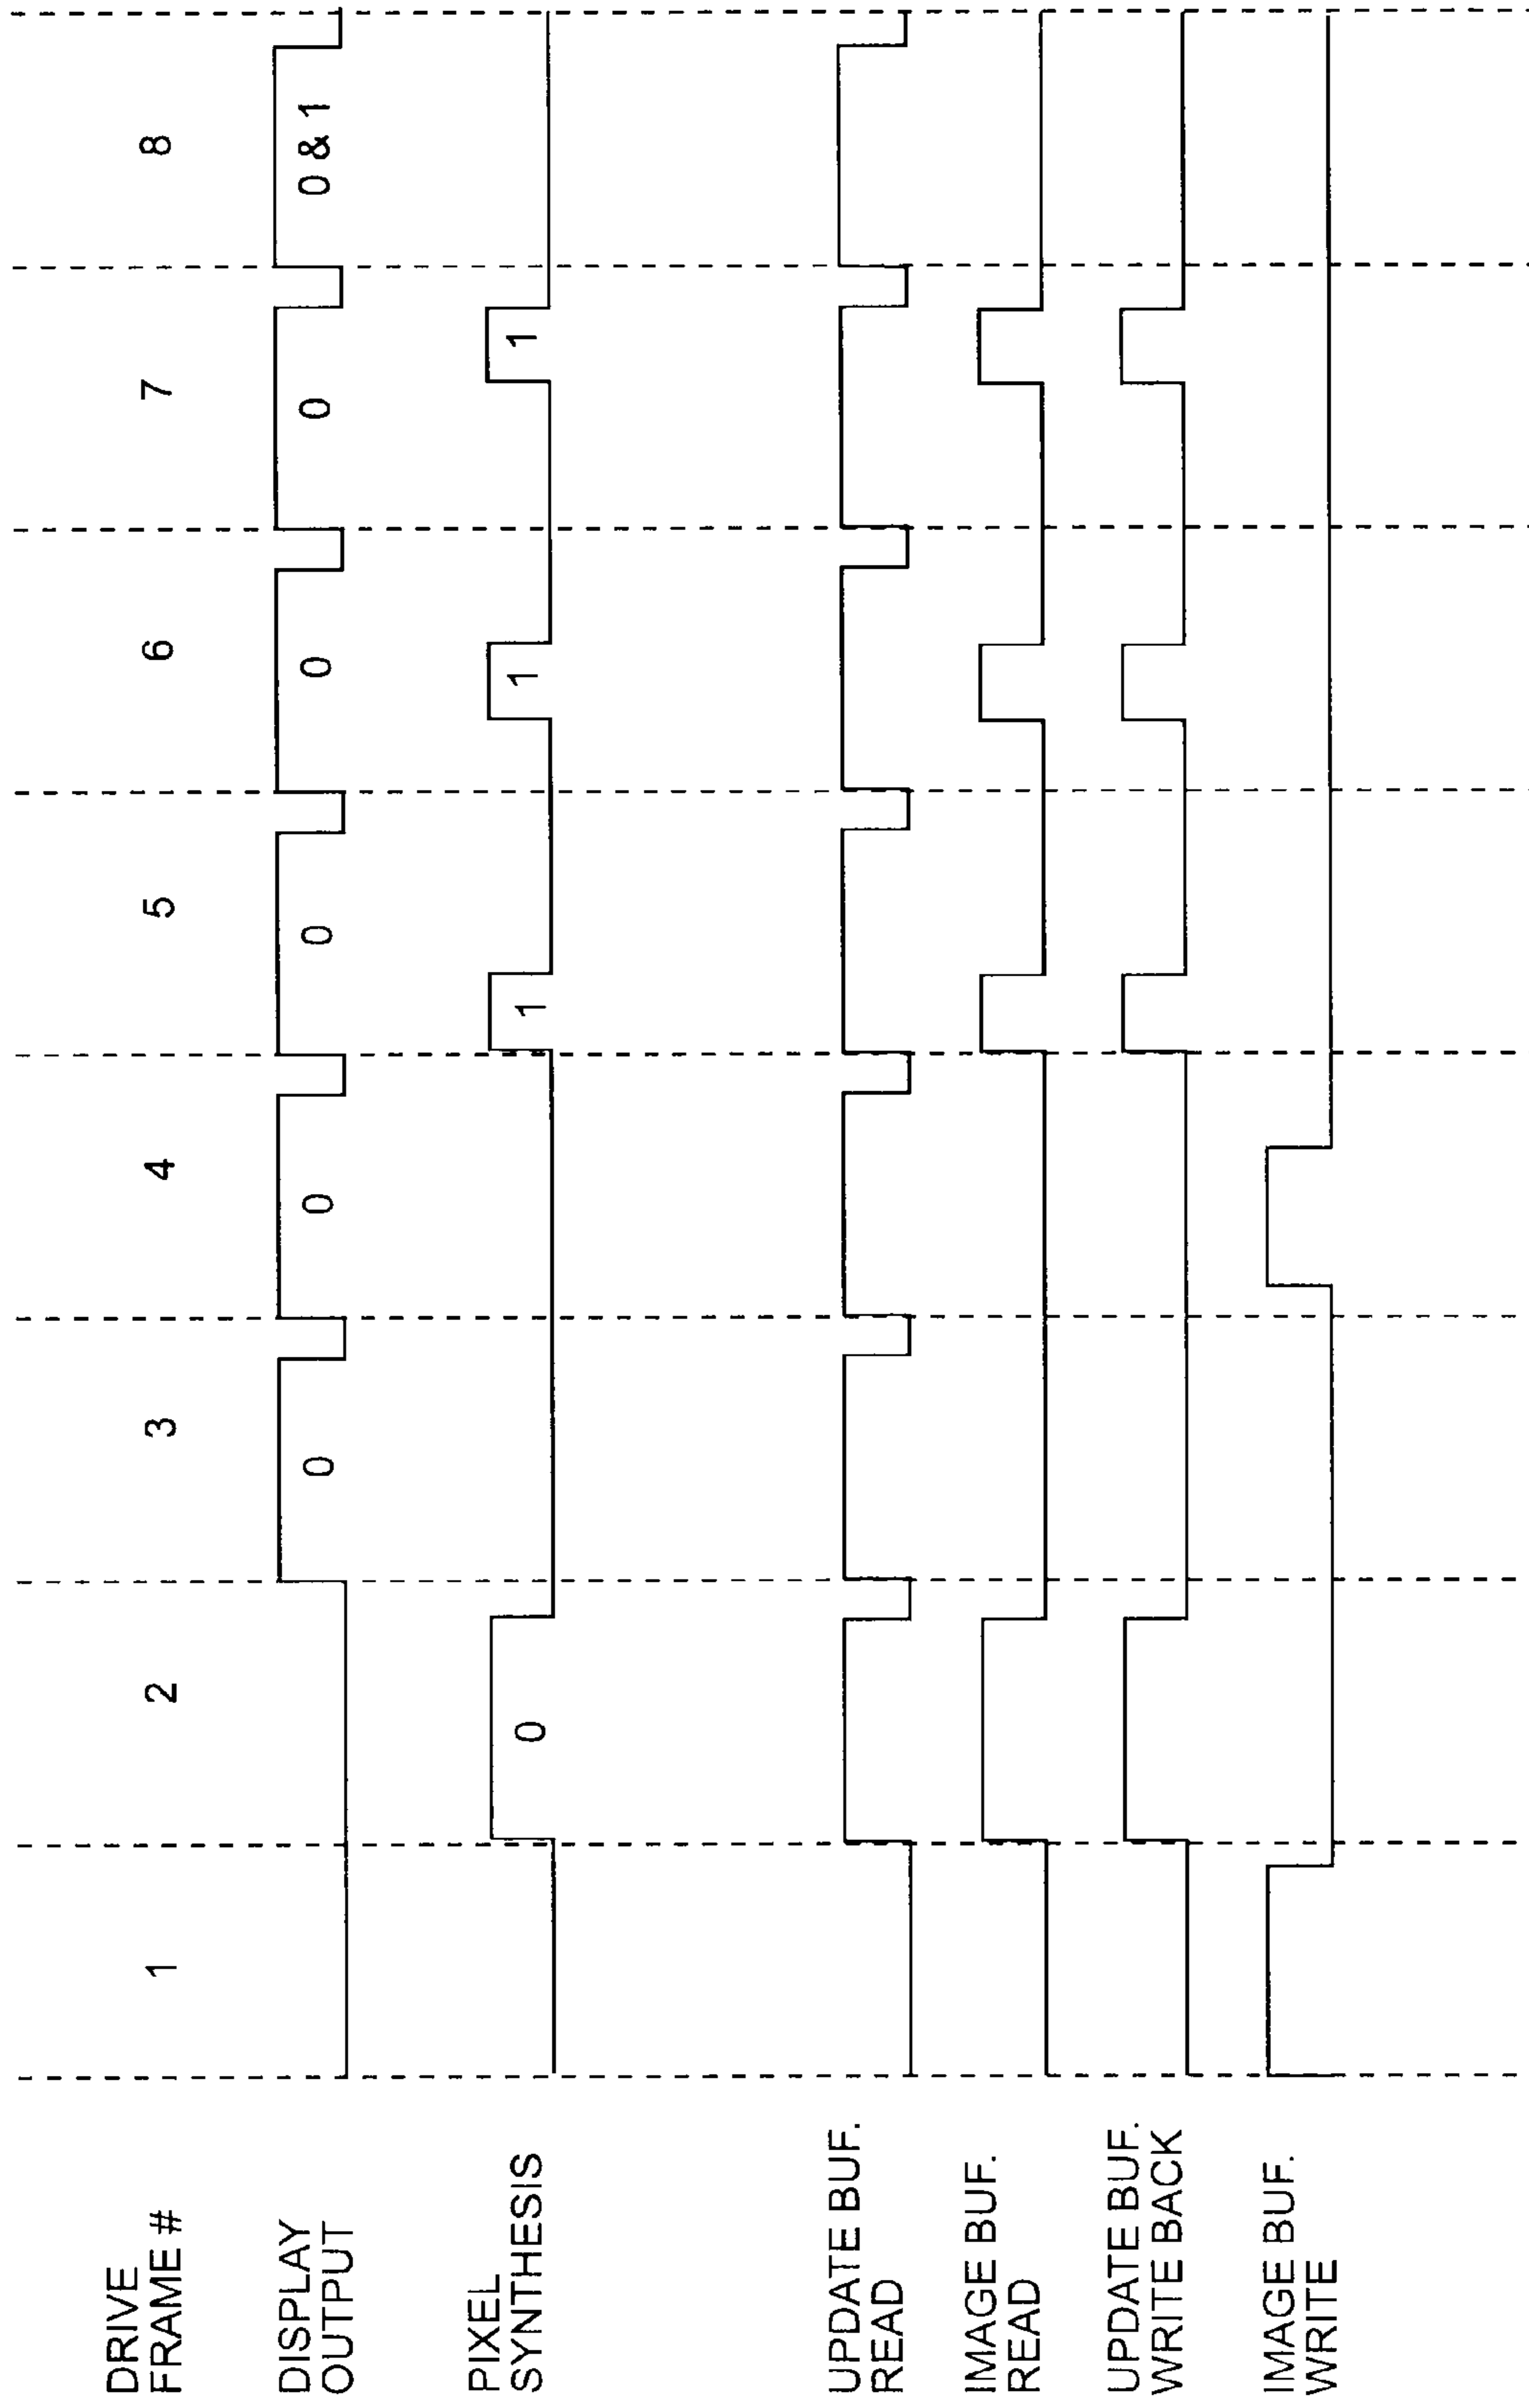 DRIVE
FRAME #
1
2
3
4
5
6
7
8
DISPLAY
OUTPUT
0
0
0
0
0
0 & 1
PIXEL
SYNTHESIS
0
1
1
1
UPDATE BUF.
READ
IMAGE BUF.
READ
UPDATE BUF.
WRITE BACK
IMAGE BUF.
WRITE